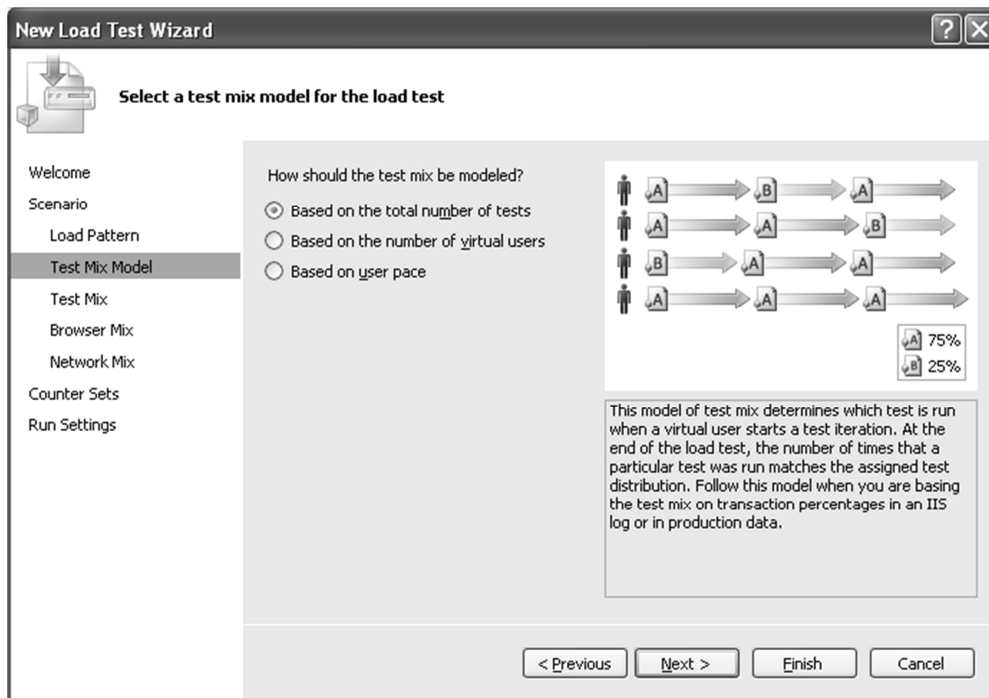 New Load Test Wizard
Select a test mix model for the load test
Welcome
Scenario
Load Pattern
Test Mix Model
Test Mix
Browser Mix
Network Mix
Counter Sets
Run Settings
How should the test mix be modeled?
Based on the total number of tests
Based on the number of virtual users
Based on user pace
A B A
A A B
B A A
A A A
A 75%
B 25%
This model of test mix determines which test is run
when a virtual user starts a test iteration. At the
end of the load test, the number of times that a
particular test was run matches the assigned test
distribution. Follow this model when you are basing
the test mix on transaction percentages in an IIS
log or in production data.
< Previous
Next >
Finish
Cancel